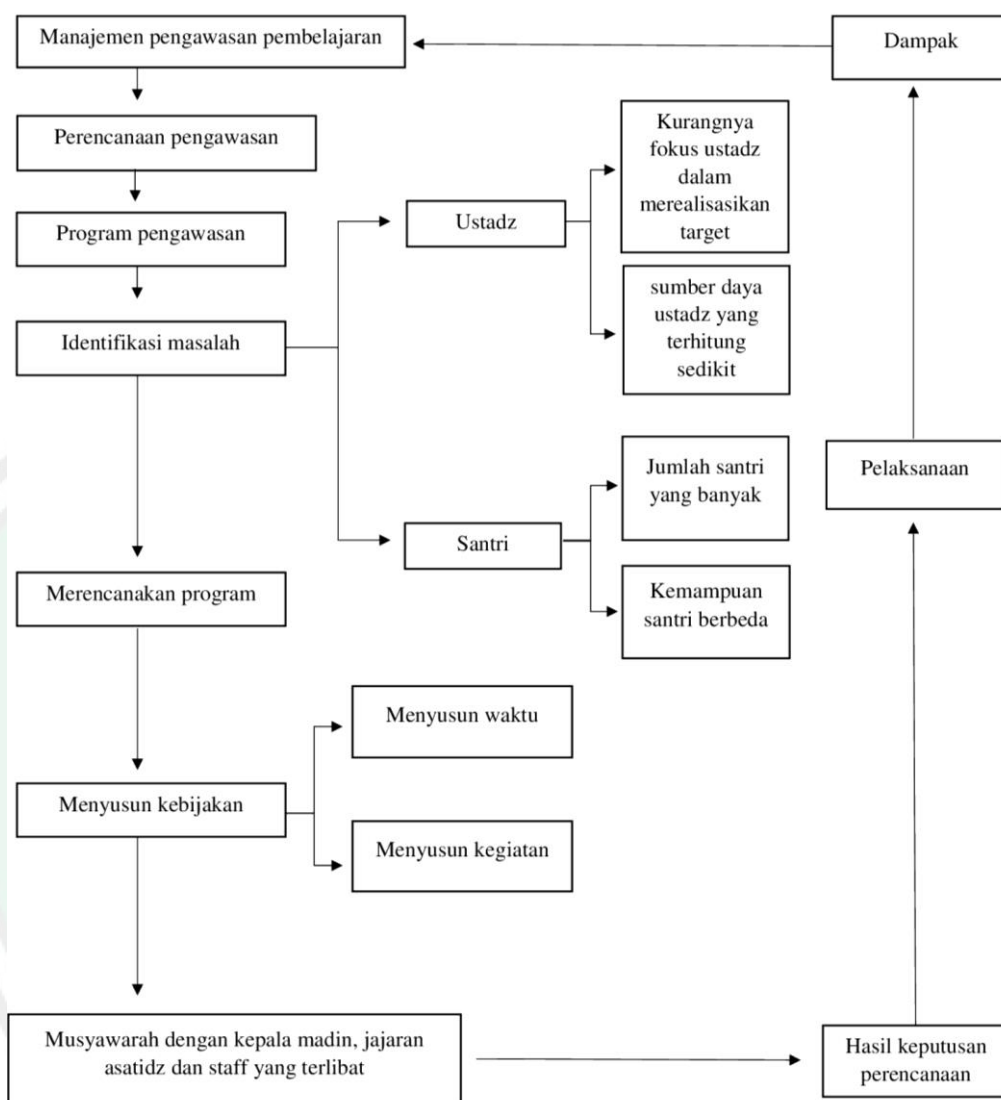 Manajemen pengawasan pembelajaran
Dampak
Perencanaan pengawasan
Kurangnya
fokus ustadz
dalam
merealisasikan
target
Program pengawasan
Ustadz
sumber daya
ustadz yang
terhitung
sedikit
Identifikasi masalah
Jumlah santri
yang banyak
Pelaksanaan
Santri
Kemampuan
santri berbeda
Merencanakan program
Menyusun waktu
Menyusun kebijakan
Menyusun kegiatan
Musyawarah dengan kepala madin, jajaran
asatidz dan staff yang terlibat
Hasil keputusan
perencanaan